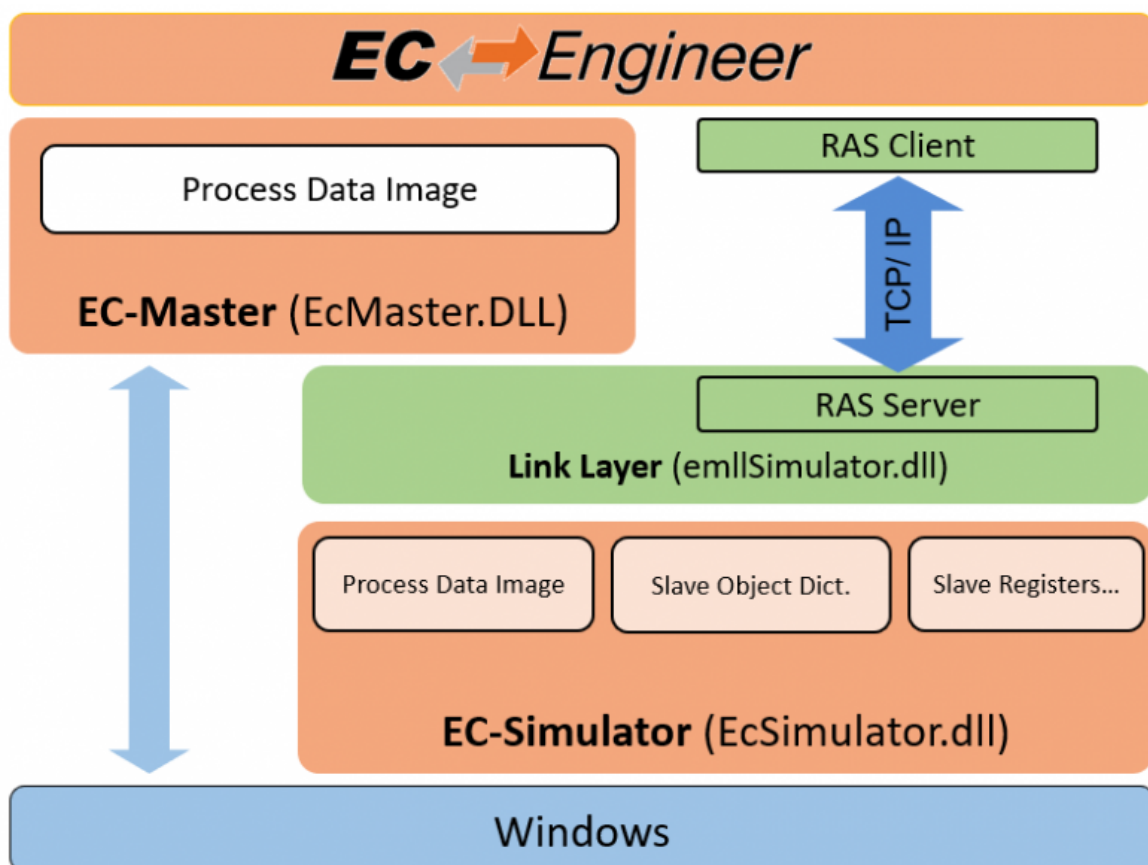 EC Engineer
RAS Client
Process Data Image
TCP/ IP
EC-Master (EcMaster.DLL)
RAS Server
Link Layer (emllSimulator.dll)
Process Data Image
Slave Object Dict.
Slave Registers...
EC-Simulator (EcSimulator.dll)
Windows